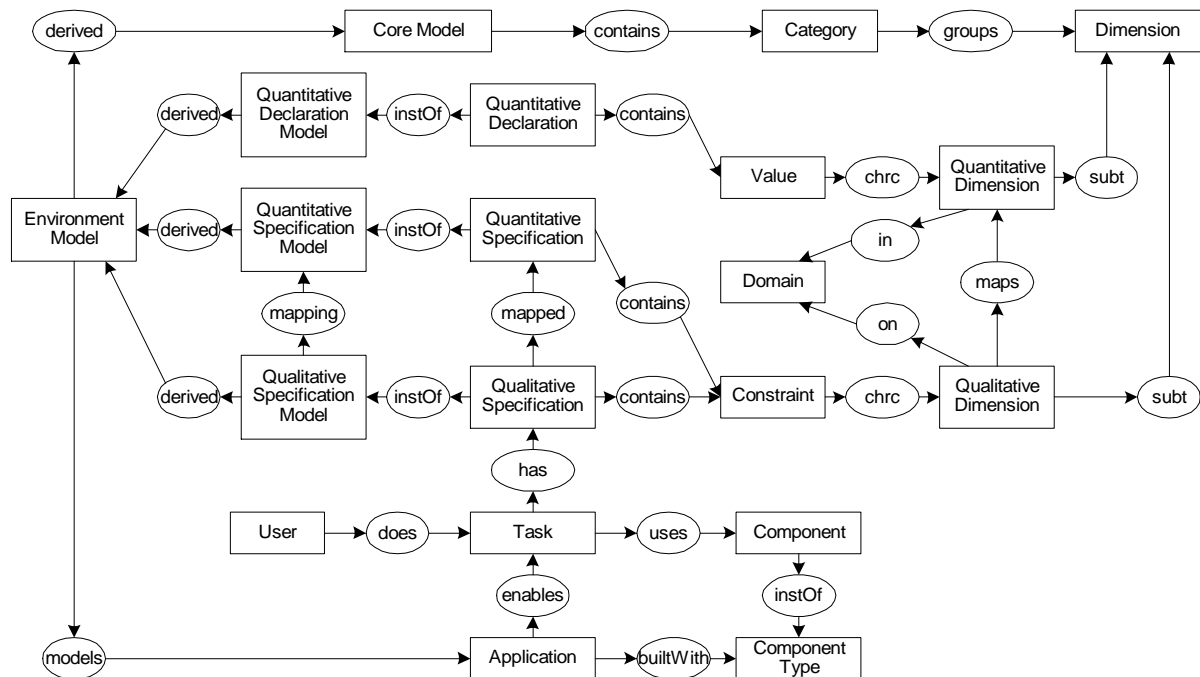 derived
Core Model
contains
Category
groups
Dimension
derived
Quantitative
Declaration
Model
instOf
Quantitative
Declaration
contains
Value
chrc
Quantitative
Dimension
subt
Environment
Model
derived
Quantitative
Specification
Model
instOf
Quantitative
Specification
in
Domain
maps
mapping
mapped
contains
on
derived
Qualitative
Specification
Model
instOf
Qualitative
Specification
contains
Constraint
chrc
Qualitative
Dimension
subt
has
User
does
Task
uses
Component
enables
instOf
models
Application
builtWith
Component
Type